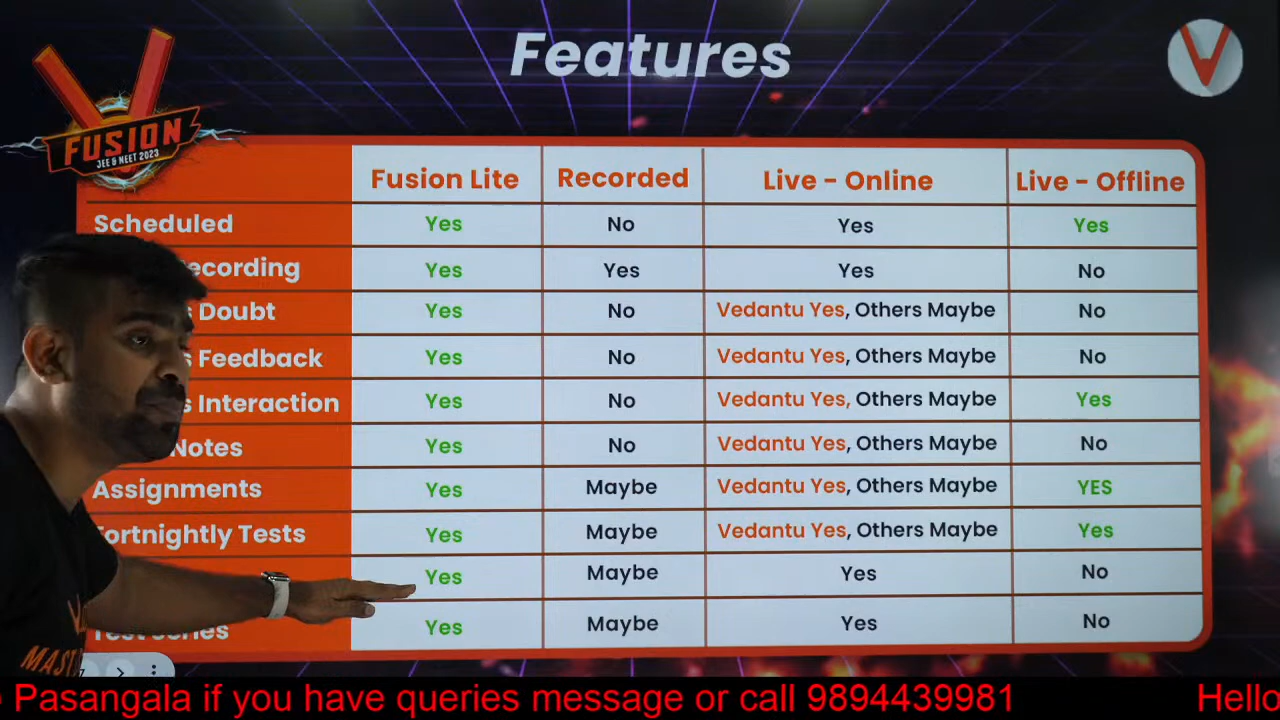 Features
V
FUSION
JEE & NEET 2023
Fusion Lite Recorded Live - Online Live - Offline
Scheduled Yes No Yes Yes
ecording Yes Yes Yes No
s Doubt Yes No Vedantu Yes, Others Maybe No
s Feedback Yes No Vedantu Yes, Others Maybe No
s Interaction Yes No Vedantu Yes, Others Maybe Yes
Notes Yes No Vedantu Yes, Others Maybe No
Assignments Yes Maybe Vedantu Yes, Others Maybe YES
Fortnightly Tests Yes Maybe Vedantu Yes, Others Maybe Yes
Yes Maybe Yes No
Test Series Yes Maybe Yes No
MAST
Pasangala if you have queries message or call 9894439981 Hello